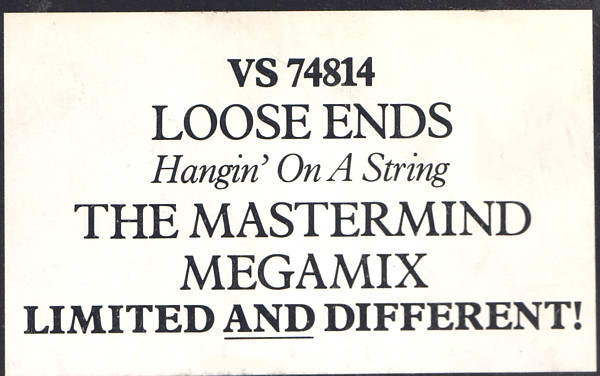 VS 74814
LOOSE ENDS
Hangin' On A String
THE MASTERMIND
MEGAMIX
LIMITED AND DIFFERENT!